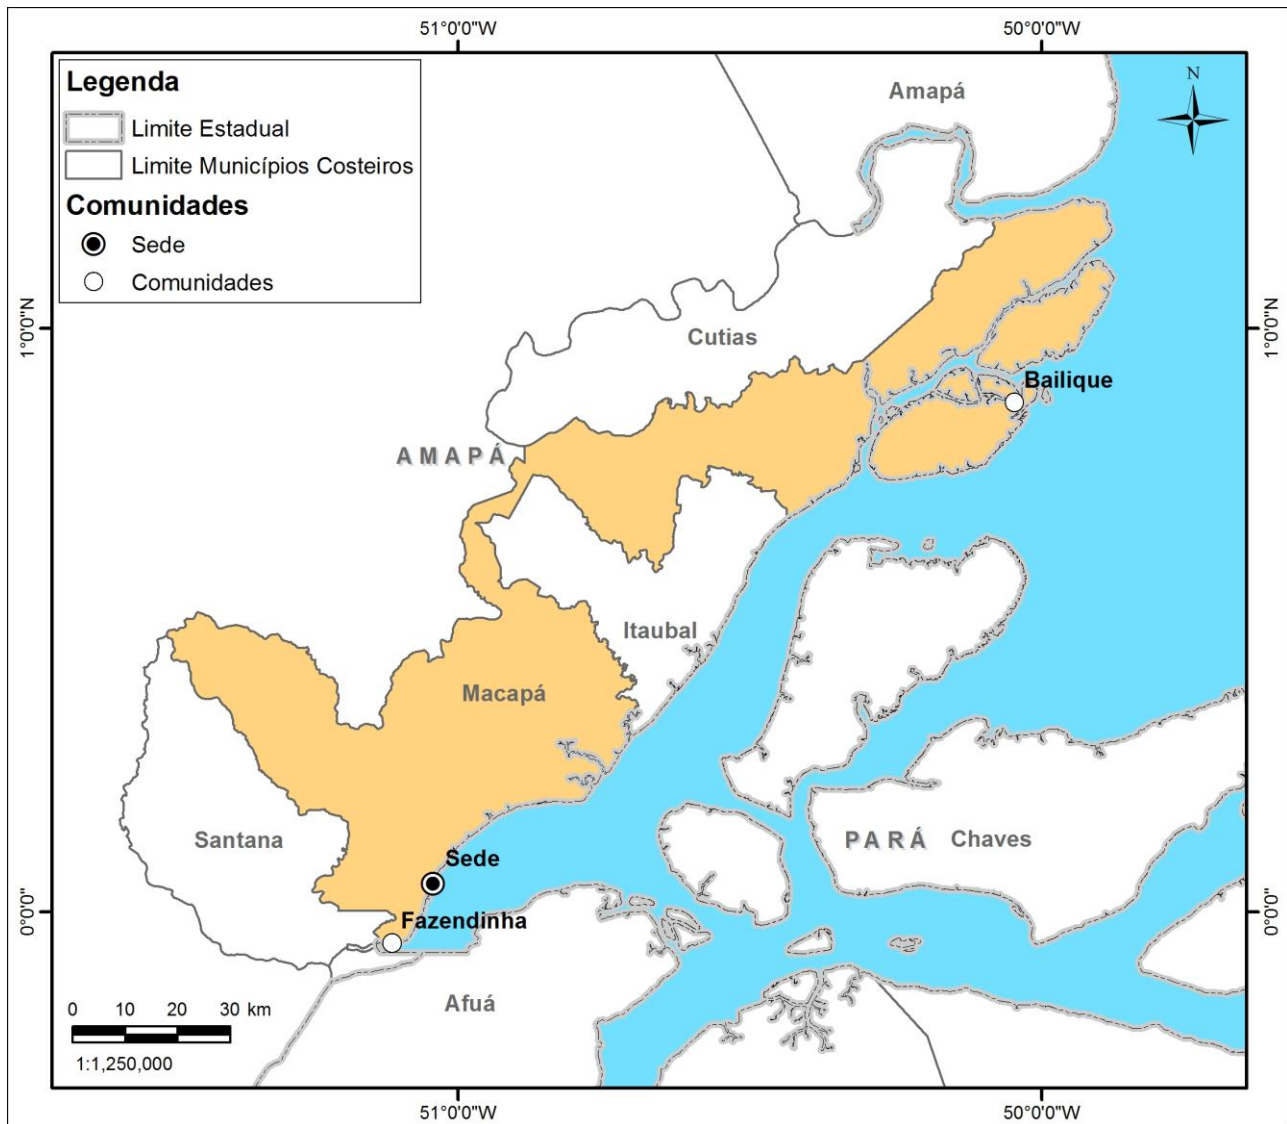 51°0'0"W
50°0'0"W
Legenda
Limite Estadual
Limite Municípios Costeiros
Comunidades
Sede
Comunidades
Amapá
N
1°0'0"N
1°0'0"N
Cutias
Bailique
AMAPÁ
Itaubal
Macapá
Santana
PARÁ
Chaves
Sede
Fazendinha
0°0'0"
0°0'0"
Afuá
0 10 20 30 km
1:1,250,000
51°0'0"W
50°0'0"W